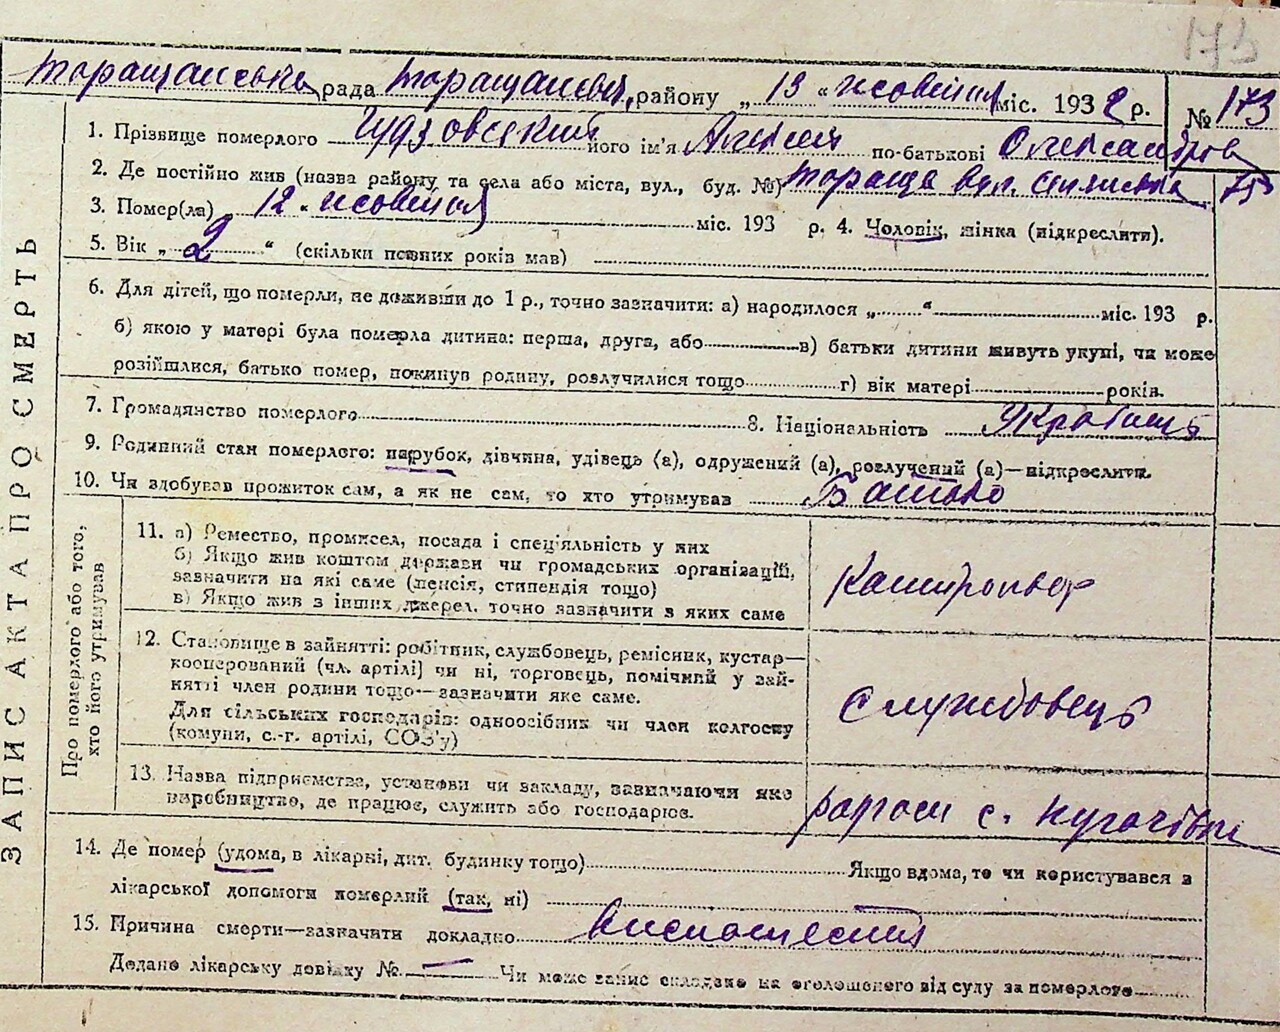 173
Таращанська рада Таращанськ. району „ 13 “ жовтня міс. 1932 р. № 173
1. Прізвище померлого Гудзовський його ім'я Алексей по-батькові Олександров
2. Де постійно жив (назва району та села або міста, вул., буд. №) Тараща вул.
3. Помер(ла) „ 12 “ жовтня міс. 193 р. 4. Чоловік, жінка (підкреслити).
5. Вік „ 2 “ (скільки повних років мав)
6. Для дітей, що померли, не доживши до 1 р., точно зазначити: а) народилося „ “ міс. 193 р.
б) якою у матері була померла дитина: перша, друга, або в) батьки дитини живуть укупі, чи може
розійшлися, батько помер, покинув родину, розлучилися тощо г) вік матері років.
7. Громадянство померлого 8. Національність Українець
9. Родинний стан померлого: парубок, дівчина, удівець (а), одружений (а), розлучений (а)—підкреслити.
10. Чи здобував прожиток сам, а як не сам, то хто утримував Батько
ЗАПИС АКТА ПРО СМЕРТЬ
Про померлого або того, хто його утримував
11. а) Ремество, промисел, посада і спец'яльність у них
б) Якщо жив коштом держави чи громадських організацій,
зазначити на які саме (пенсія, стипендія тощо)
в) Якщо жив з інших джерел, точно зазначити з яких саме
12. Становище в зайнятті: робітник, службовець, ремісник, кустар—
кооперований (чл. артілі) чи ні, торговець, помічний у зай-
нятті член родини тощо—зазначити яке саме.
Для сільських господарів: одноосібних чи член колгоспу
(комуни, с.-г. артілі, СОЗ'у)
Службовець
13. Назва підприємства, установи чи закладу, зазначаючи яке
виробництво, де працює, служить або господарює.
14. Де помер (удома, в лікарні, дит. будинку тощо) Якщо вдома, то чи користувався з
лікарської допомоги померлий (так, ні)
15. Причина смерти—зазначити докладно виснаження
Додано лікарську довідку № — Чи може запис складено на оголошеного від суду за померлого